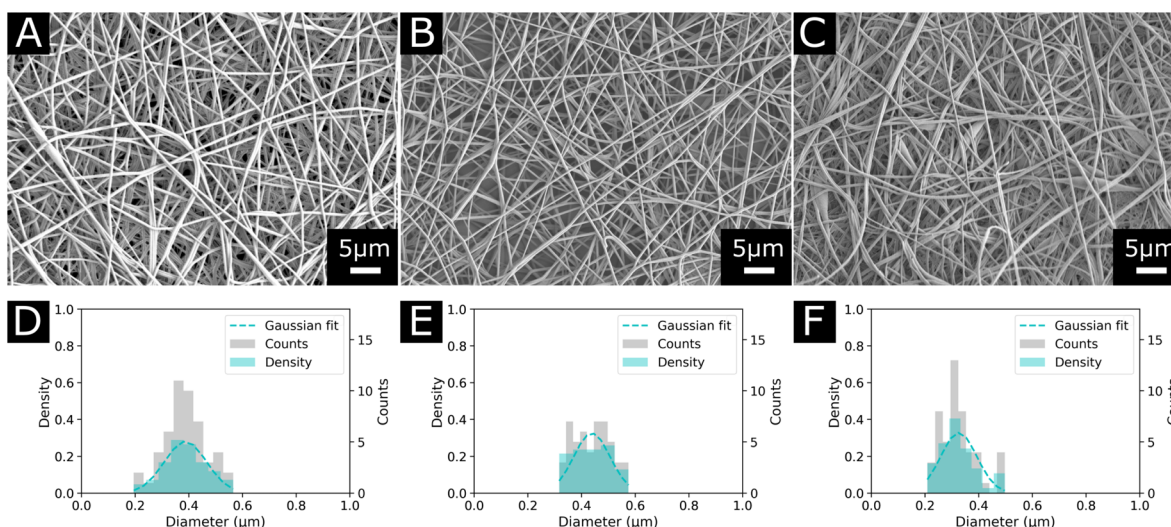 A B C
5µm 5µm 5µm
D E F
1.0 1.0 1.0
Gaussian fit Gaussian fit Gaussian fit
Counts Counts Counts
Density Density Density
0.8 0.8 0.8
0.6 0.6 0.6
0.4 0.4 0.4
0.2 0.2 0.2
0.0 0.0 0.0
Density Density Density
15 15 15
10 10 10
5 5 5
0 0 0
Counts Counts Counts
0.0 0.2 0.4 0.6 0.8 1.0 0.0 0.2 0.4 0.6 0.8 1.0 0.0 0.2 0.4 0.6 0.8 1.0
Diameter (µm) Diameter (µm) Diameter (µm)